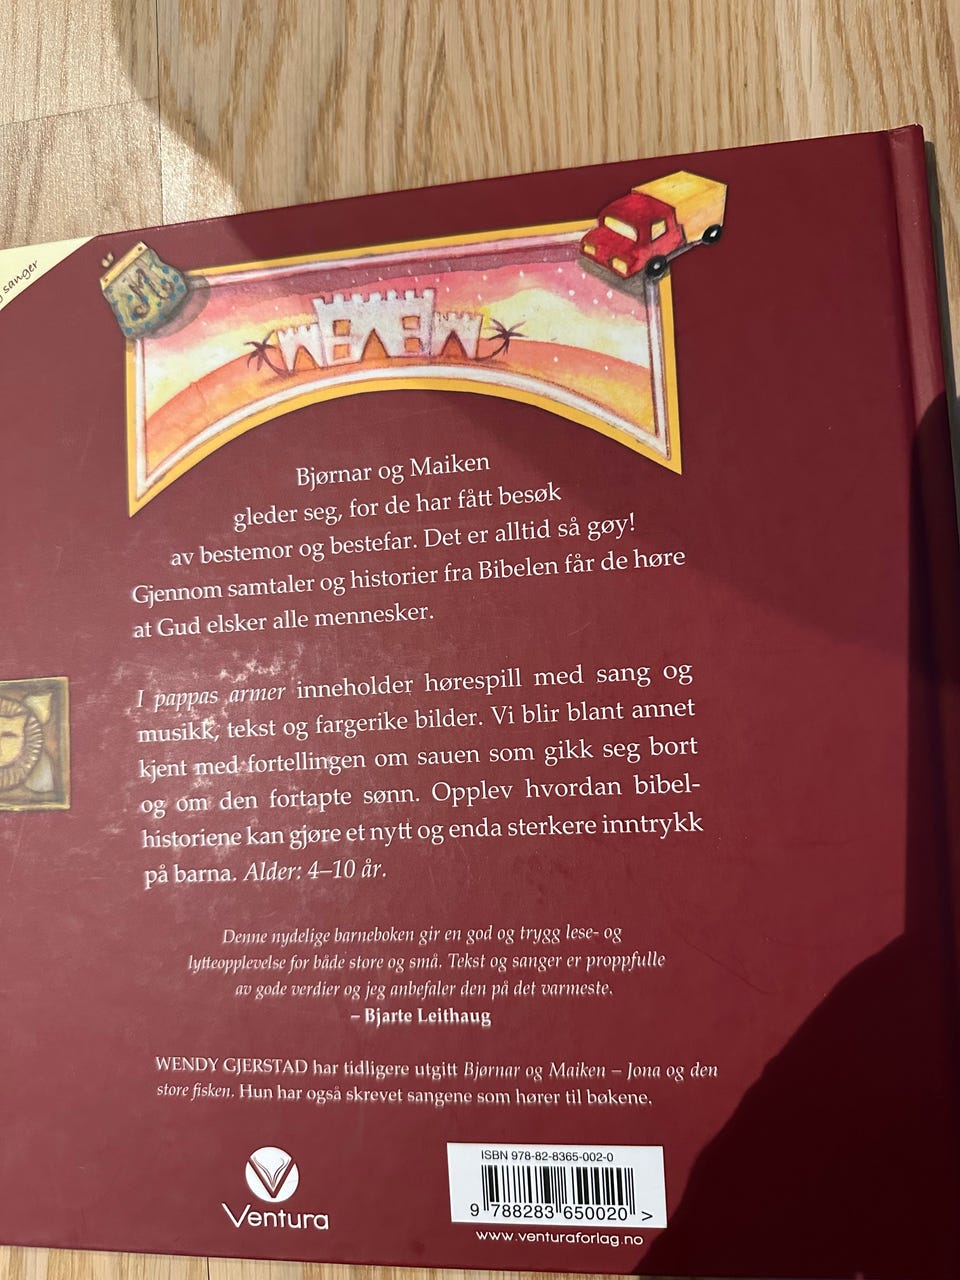 sanger
M
Bjørnar og Maiken
gleder seg, for de har fått besøk
av bestemor og bestefar. Det er alltid så gøy!
Gjennom samtaler og historier fra Bibelen får de høre
at Gud elsker alle mennesker.
I pappas armer inneholder hørespill med sang og
musikk, tekst og fargerike bilder. Vi blir blant annet
kjent med fortellingen om sauen som gikk seg bort
og om den fortapte sønn. Opplev hvordan bibel-
historiene kan gjøre et nytt og enda sterkere inntrykk
på barna. Alder: 4–10 år.
Denne nydelige barneboken gir en god og trygg lese- og
lytteopplevelse for både store og små. Tekst og sanger er proppfulle
av gode verdier og jeg anbefaler den på det varmeste.
– Bjarte Leithaug
WENDY GJERSTAD har tidligere utgitt Bjørnar og Maiken – Jona og den
store fisken. Hun har også skrevet sangene som hører til bøkene.
Ventura
ISBN 978-82-8365-002-0
9 788283 650020 >
www.venturaforlag.no